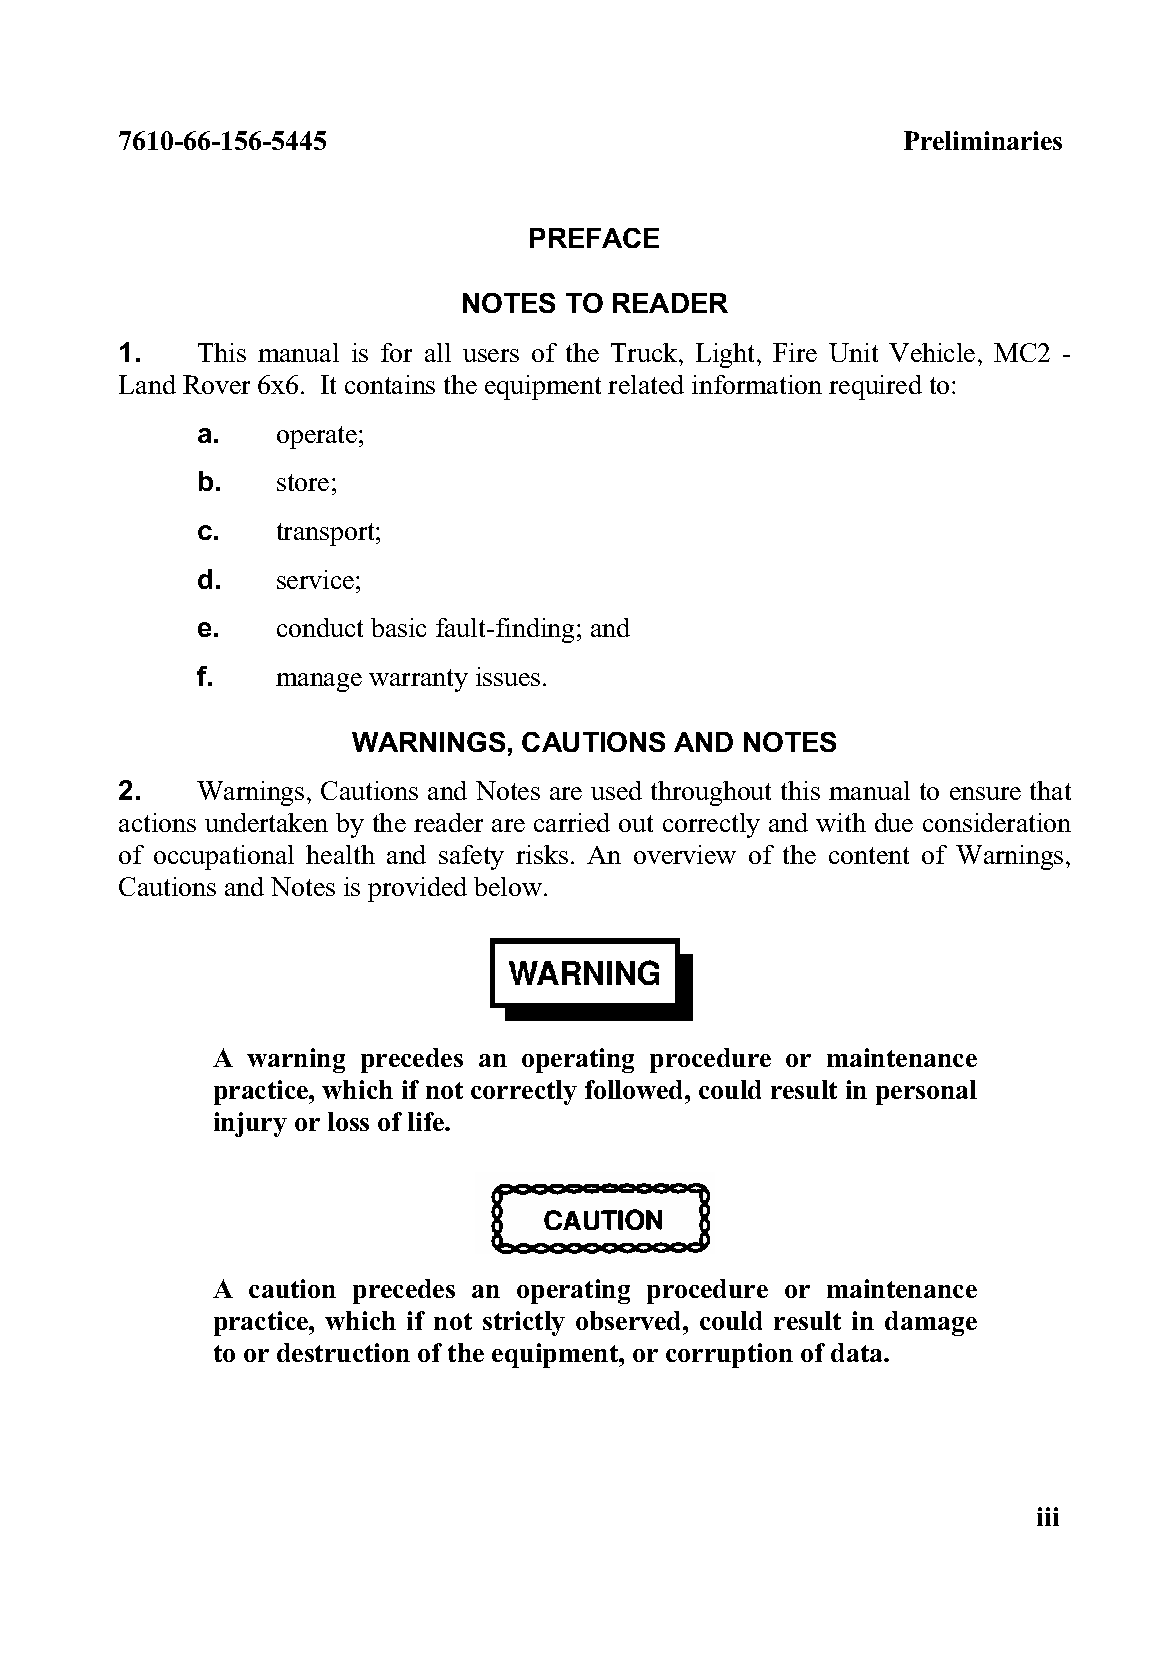 7610-66-156-5445 Preliminaries
PREFACE
NOTES TO READER
1. This manual is for all users of the Truck, Light, Fire Unit Vehicle, MC2 -
Land Rover 6x6. It contains the equipment related information required to:
a. operate;
b. store;
c. transport;
d. service;
e. conduct basic fault-finding; and
f. manage warranty issues.
WARNINGS, CAUTIONS AND NOTES
2. Warnings, Cautions and Notes are used throughout this manual to ensure that
actions undertaken by the reader are carried out correctly and with due consideration
of occupational health and safety risks. An overview of the content of Warnings,
Cautions and Notes is provided below.
WARNING
A warning precedes an operating procedure or maintenance
practice, which if not correctly followed, could result in personal
injury or loss of life.
CAUTION
A caution precedes an operating procedure or maintenance
practice, which if not strictly observed, could result in damage
to or destruction of the equipment, or corruption of data.
iii